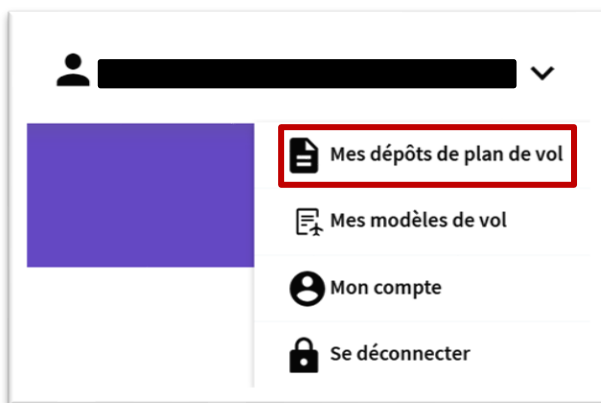 Mes dépôts de plan de vol
Mes modèles de vol
Mon compte
Se déconnecter